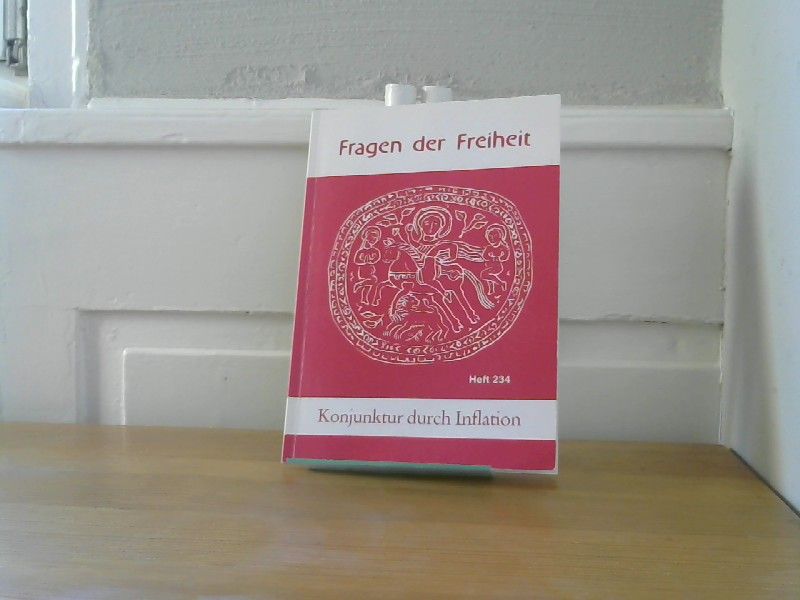 Fragen der Freiheit
Heft 234
Konjunktur durch Inflation